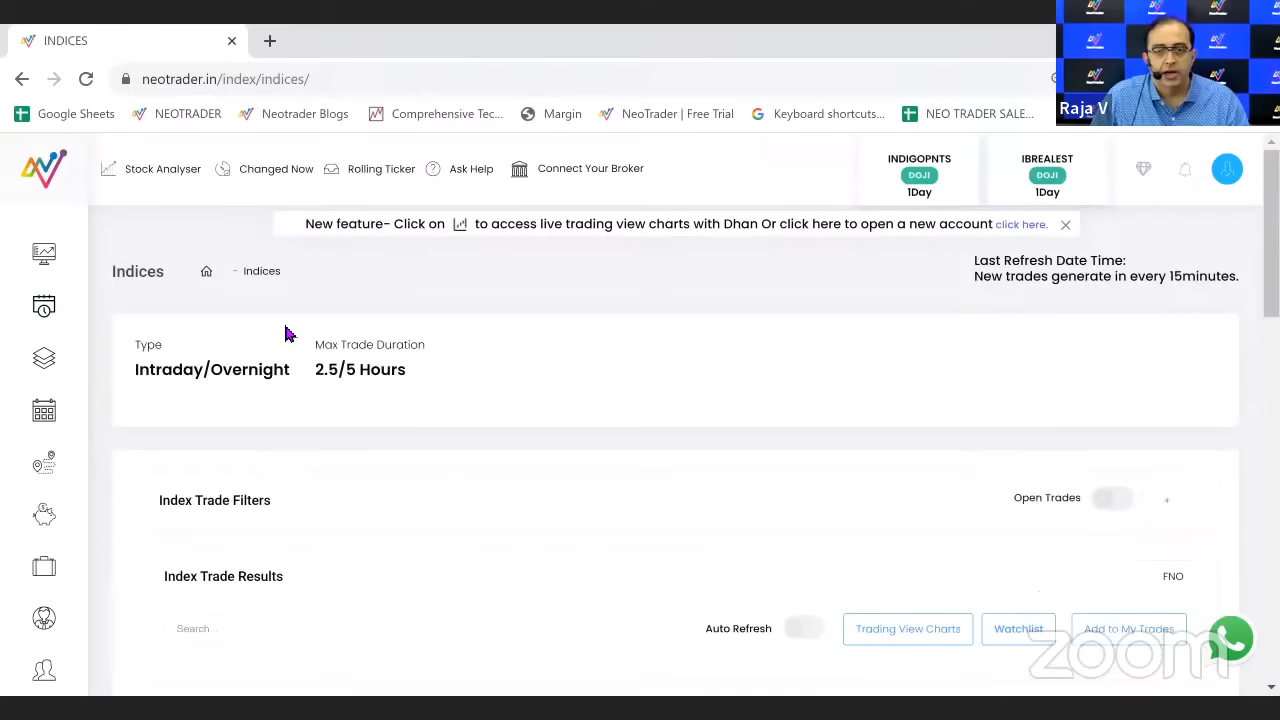 INDICES
neotrader.in/index/indices/
Google Sheets
NEOTRADER
Neotrader Blogs
Comprehensive Tec...
Margin
NeoTrader | Free Trial
Keyboard shortcuts...
NEO TRADER SALE...
Raja V
Stock Analyser
Changed Now
Rolling Ticker
Ask Help
Connect Your Broker
INDIGOPNTS
DOJI
1Day
IBREALEST
DOJI
1Day
New feature- Click on to access live trading view charts with Dhan Or click here to open a new account click here.
Indices
- Indices
Last Refresh Date Time:
New trades generate in every 15minutes.
Type
Max Trade Duration
Intraday/Overnight
2.5/5 Hours
Index Trade Filters
Open Trades
+
Index Trade Results
FNO
Search...
Auto Refresh
Trading View Charts
Watchlist
Add to My Trades
zoom